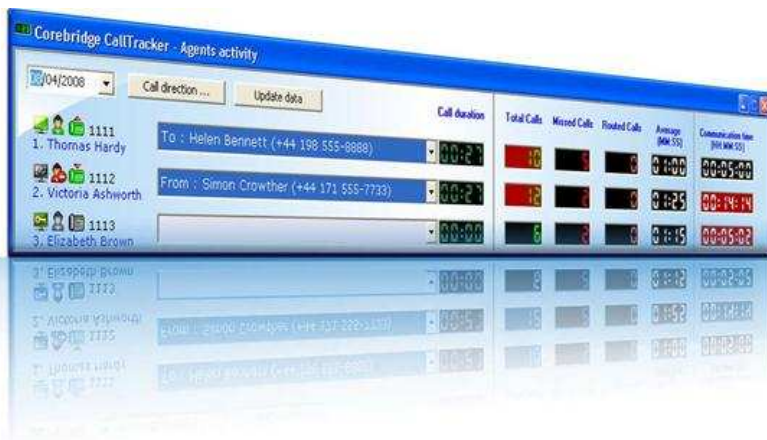 Corebridge CallTracker - Agents activity
08/04/2008 Call direction ... Update data
Call duration Total Calls Missed Calls Routed Calls Average [MM:SS] Communication time [HH:MM:SS]
1111
1. Thomas Hardy To : Helen Bennett (+44 198 555-8888) 00:27 10 5 0 01:00 00:05:00
1112
2. Victoria Ashworth From : Simon Crowther (+44 171 555-7733) 00:27 12 2 0 01:25 00:14:14
1113
3. Elizabeth Brown 00:00 6 2 0 01:15 00:05:02